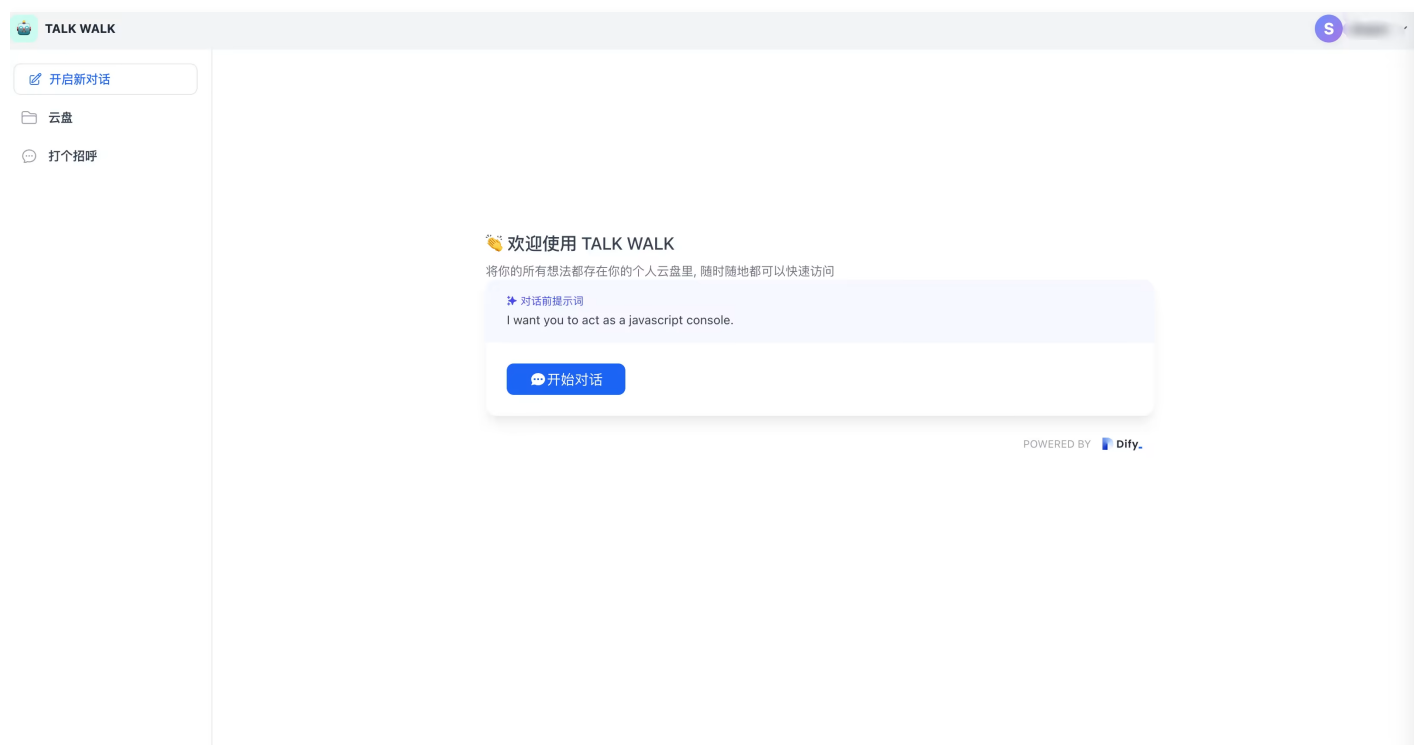 TALK WALK
S
开启新对话
云盘
打个招呼
👏 欢迎使用 TALK WALK
将你的所有想法都存在你的个人云盘里, 随时随地都可以快速访问
对话前提示词
I want you to act as a javascript console.
开始对话
POWERED BY Dify_